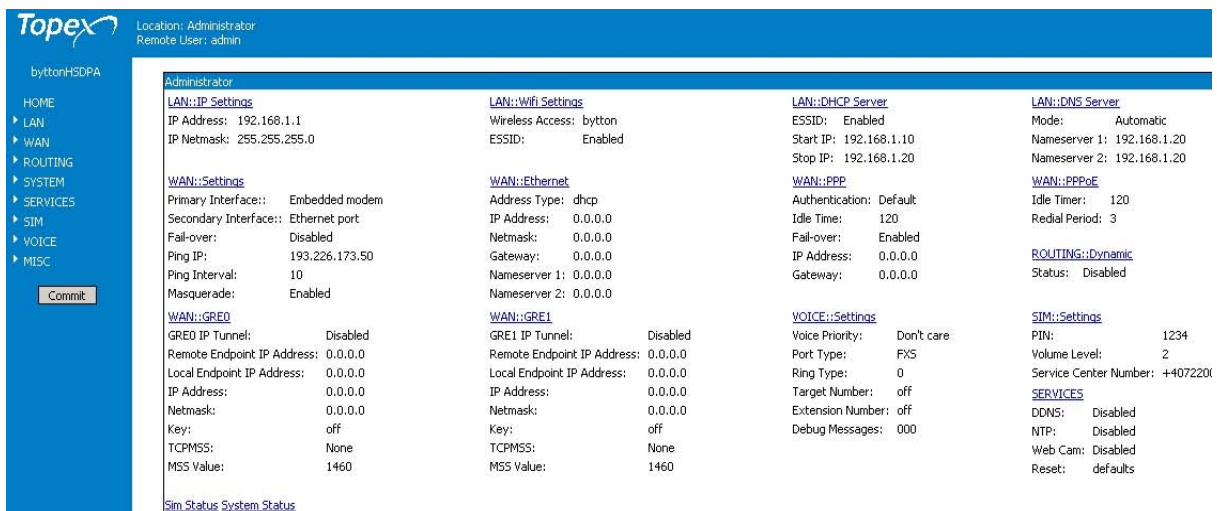 Topex
Location: Administrator
Remote User: admin
byttonHSDPA
HOME
LAN
WAN
ROUTING
SYSTEM
SERVICES
SIM
VOICE
MISC
Commit
Administrator
LAN::IP Settings
IP Address: 192.168.1.1
IP Netmask: 255.255.255.0
LAN::Wifi Settings
Wireless Access: bytton
ESSID: Enabled
LAN::DHCP Server
ESSID: Enabled
Start IP: 192.168.1.10
Stop IP: 192.168.1.20
LAN::DNS Server
Mode: Automatic
Nameserver 1: 192.168.1.20
Nameserver 2: 192.168.1.20
WAN::Settings
Primary Interface:: Embedded modem
Secondary Interface:: Ethernet port
Fail-over: Disabled
Ping IP: 193.226.173.50
Ping Interval: 10
Masquerade: Enabled
WAN::Ethernet
Address Type: dhcp
IP Address: 0.0.0.0
Netmask: 0.0.0.0
Gateway: 0.0.0.0
Nameserver 1: 0.0.0.0
Nameserver 2: 0.0.0.0
WAN::PPP
Authentication: Default
Idle Time: 120
Fail-over: Enabled
IP Address: 0.0.0.0
Gateway: 0.0.0.0
WAN::PPPoE
Idle Timer: 120
Redial Period: 3
ROUTING::Dynamic
Status: Disabled
WAN::GRE0
GRE0 IP Tunnel: Disabled
Remote Endpoint IP Address: 0.0.0.0
Local Endpoint IP Address: 0.0.0.0
IP Address: 0.0.0.0
Netmask: 0.0.0.0
Key: off
TCPMSS: None
MSS Value: 1460
WAN::GRE1
GRE1 IP Tunnel: Disabled
Remote Endpoint IP Address: 0.0.0.0
Local Endpoint IP Address: 0.0.0.0
IP Address: 0.0.0.0
Netmask: 0.0.0.0
Key: off
TCPMSS: None
MSS Value: 1460
VOICE::Settings
Voice Priority: Don't care
Port Type: FXS
Ring Type: 0
Target Number: off
Extension Number: off
Debug Messages: 000
SIM::Settings
PIN: 1234
Volume Level: 2
Service Center Number: +4072200
SERVICES
DDNS: Disabled
NTP: Disabled
Web Cam: Disabled
Reset: defaults
Sim Status System Status